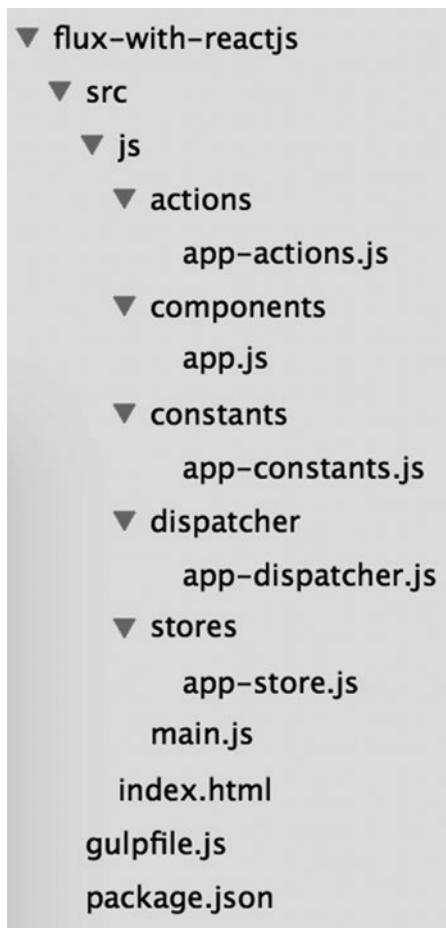 flux-with-reactjs
src
js
actions
app-actions.js
components
app.js
constants
app-constants.js
dispatcher
app-dispatcher.js
stores
app-store.js
main.js
index.html
gulpfile.js
package.json